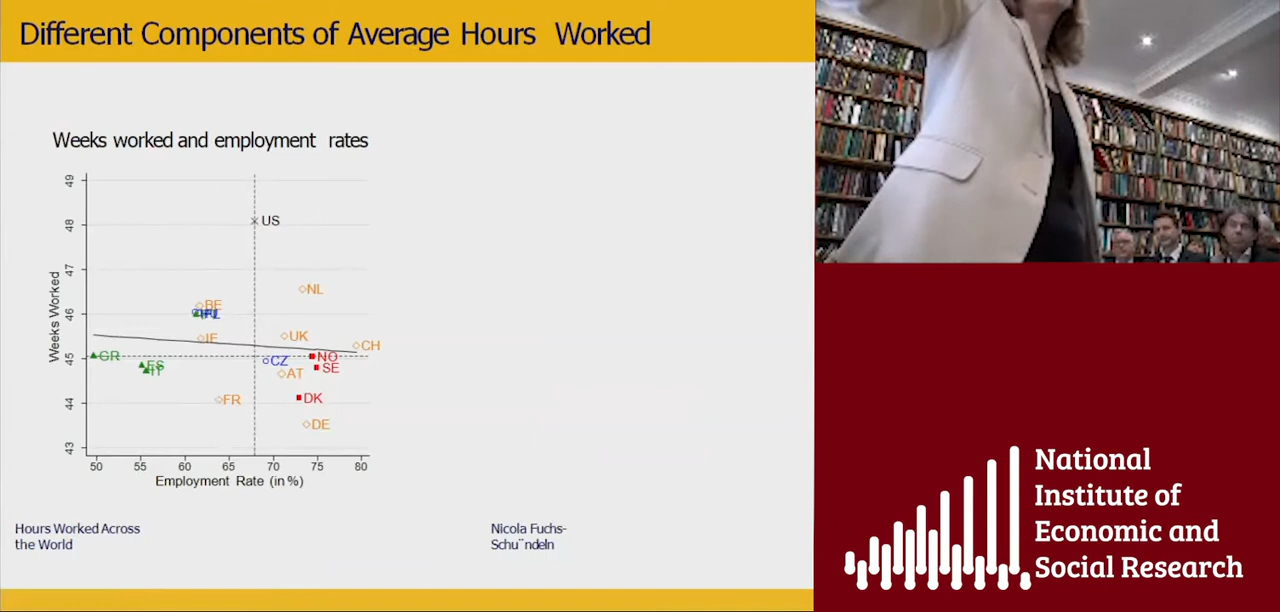 Different Components of Average Hours Worked
Weeks worked and employment rates
49
48
47
46
45
44
43
Weeks Worked
US
NL
BE
UK
IE
CH
GR
NO
CZ
ES
IT
SE
AT
FR
DK
DE
50 55 60 65 70 75 80
Employment Rate (in %)
Hours Worked Across
the World
Nicola Fuchs-
Schu¨ndeln
National
Institute of
Economic and
Social Research